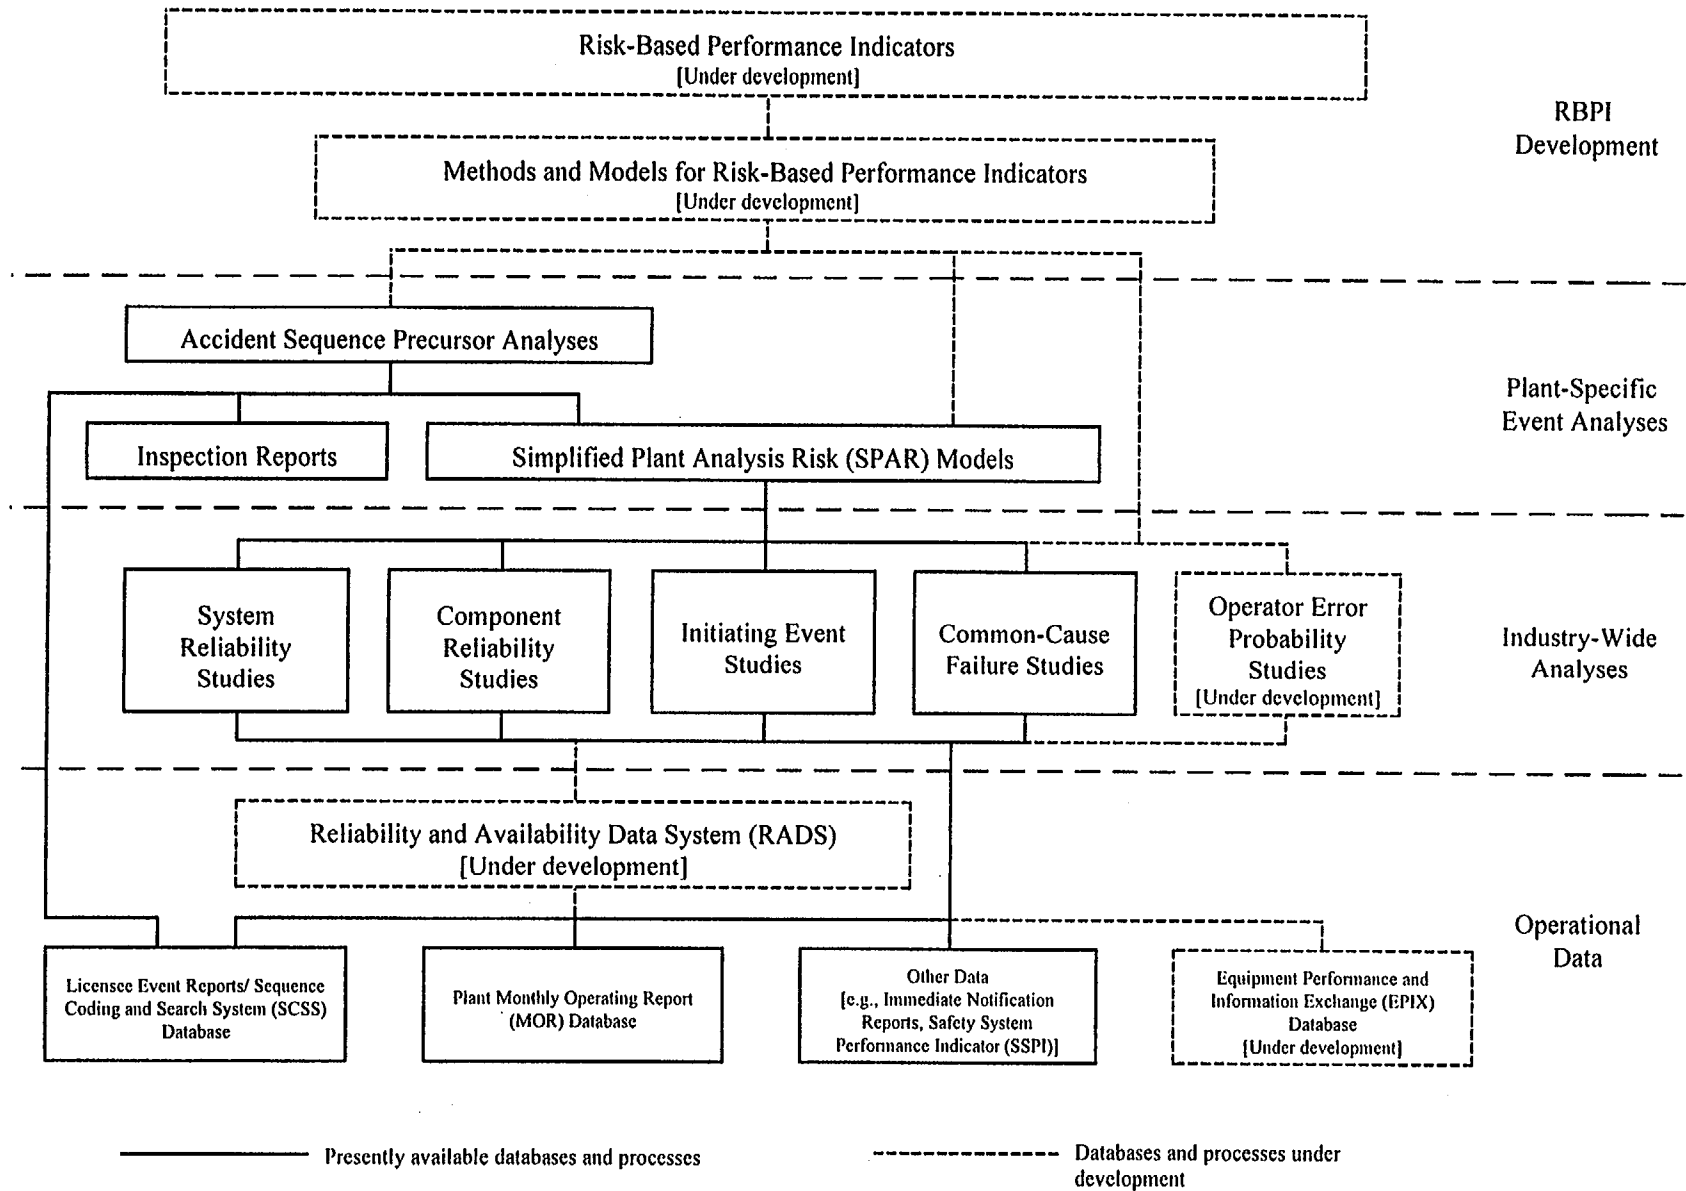 Risk-Based Performance Indicators
[Under development]
RBPI
Development
Methods and Models for Risk-Based Performance Indicators
[Under development]
Accident Sequence Precursor Analyses
Plant-Specific
Event Analyses
Inspection Reports
Simplified Plant Analysis Risk (SPAR) Models
System
Reliability
Studies
Component
Reliability
Studies
Initiating Event
Studies
Common-Cause
Failure Studies
Operator Error
Probability
Studies
[Under development]
Industry-Wide
Analyses
Reliability and Availability Data System (RADS)
[Under development]
Operational
Data
Licensee Event Reports/ Sequence
Coding and Search System (SCSS)
Database
Plant Monthly Operating Report
(MOR) Database
Other Data
[e.g., Immediate Notification
Reports, Safety System
Performance Indicator (SSPI)]
Equipment Performance and
Information Exchange (EPIX)
Database
[Under development]
Presently available databases and processes
Databases and processes under
development